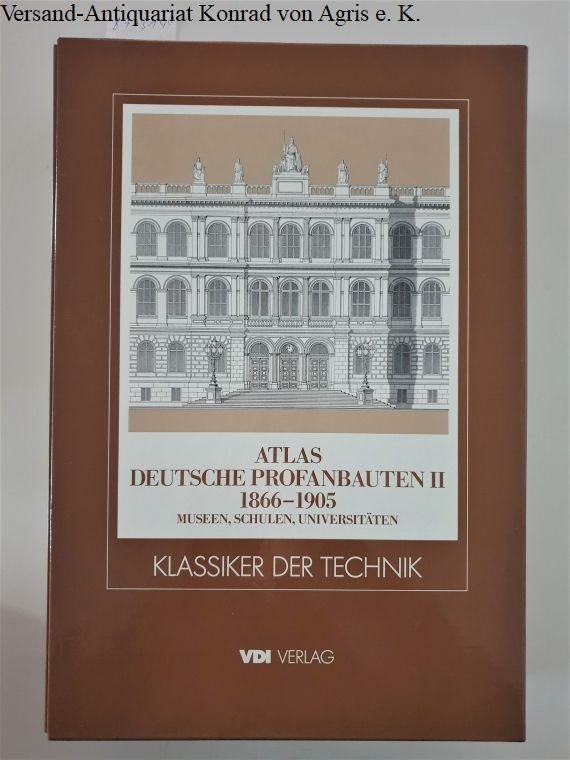 Versand-Antiquariat Konrad von Agris e. K.
ATLAS
DEUTSCHE PROFANBAUTEN II
1866–1905
MUSEEN, SCHULEN, UNIVERSITÄTEN
KLASSIKER DER TECHNIK
VDI VERLAG